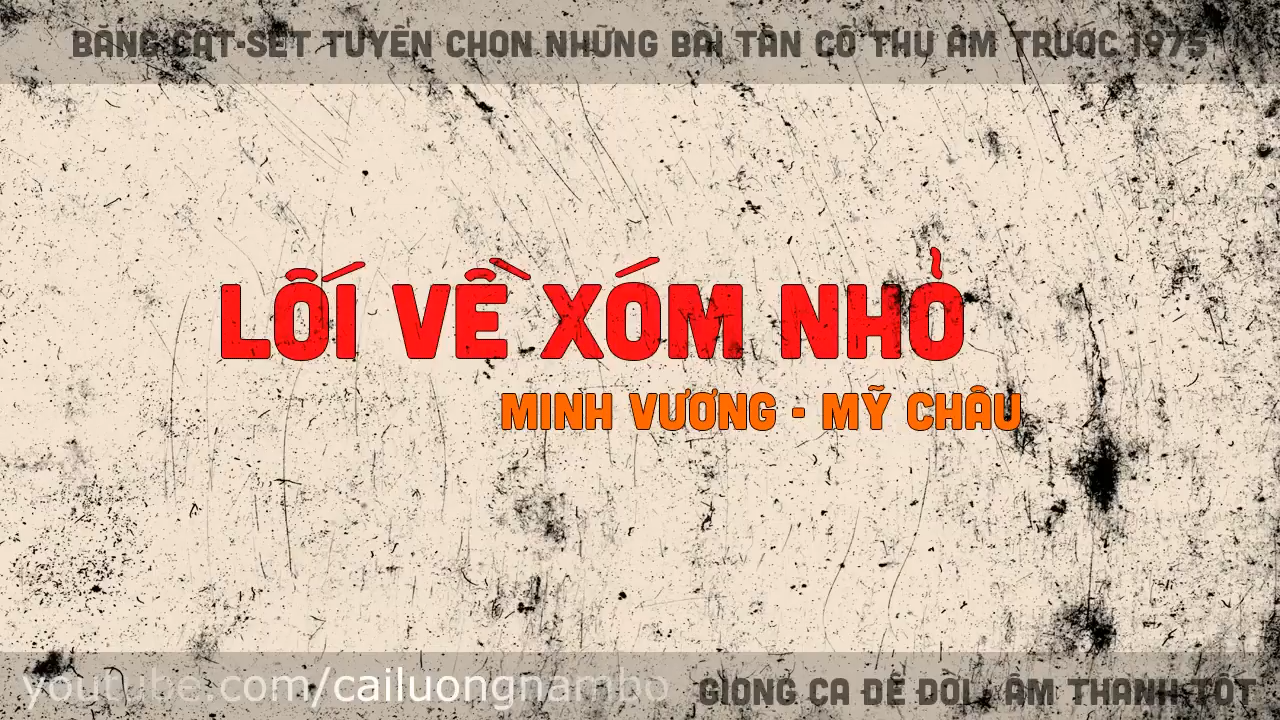 BĂNG CÁT-SÉT TUYỂN CHỌN NHỮNG BÀI TÂN CỔ THU ÂM TRƯỚC 1975
LỐI VỀ XÓM NHỎ
MINH VƯƠNG - MỸ CHÂU
youtube.com/cailuongnambo
GIỌNG CA ĐỂ ĐỜI, ÂM THANH TỐT